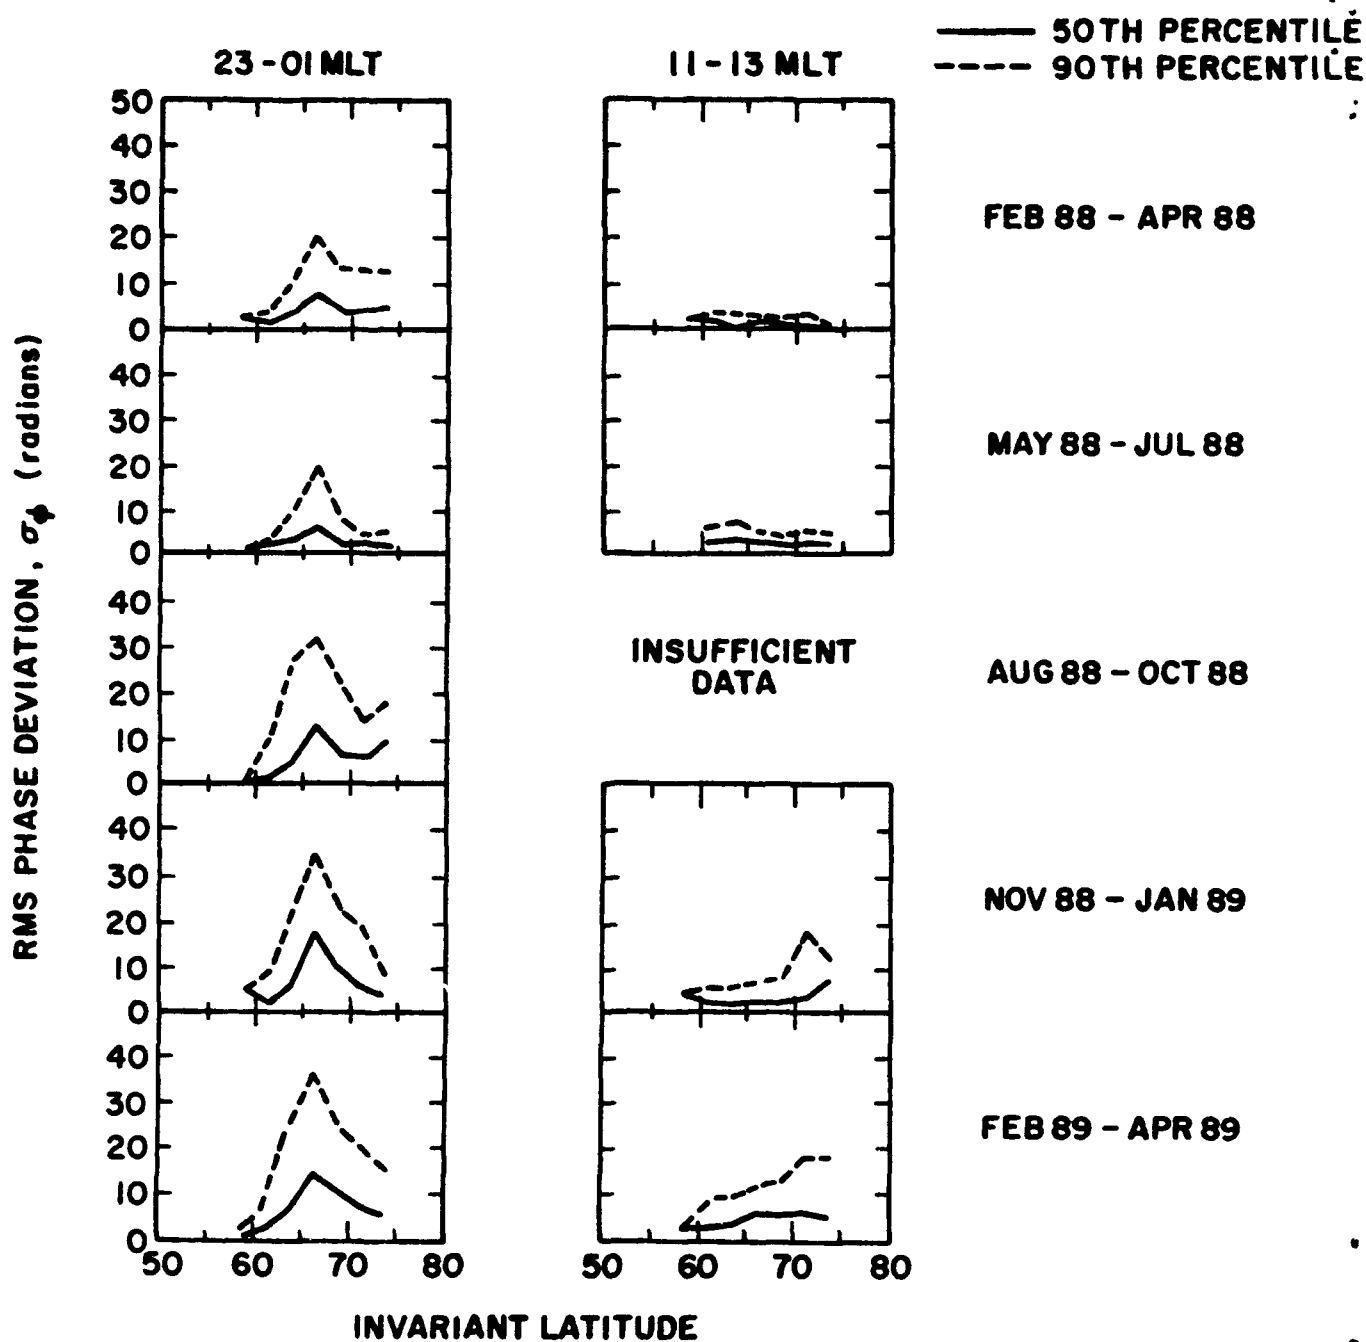 50TH PERCENTILE
90TH PERCENTILE
23-01 MLT
11-13 MLT
50
40
30
20
10
0
FEB 88 - APR 88
40
30
20
10
0
MAY 88 - JUL 88
40
30
20
10
0
INSUFFICIENT
DATA
AUG 88 - OCT 88
40
30
20
10
0
NOV 88 - JAN 89
40
30
20
10
0
FEB 89 - APR 89
50 60 70 80
50 60 70 80
RMS PHASE DEVIATION, σϕ (radians)
INVARIANT LATITUDE